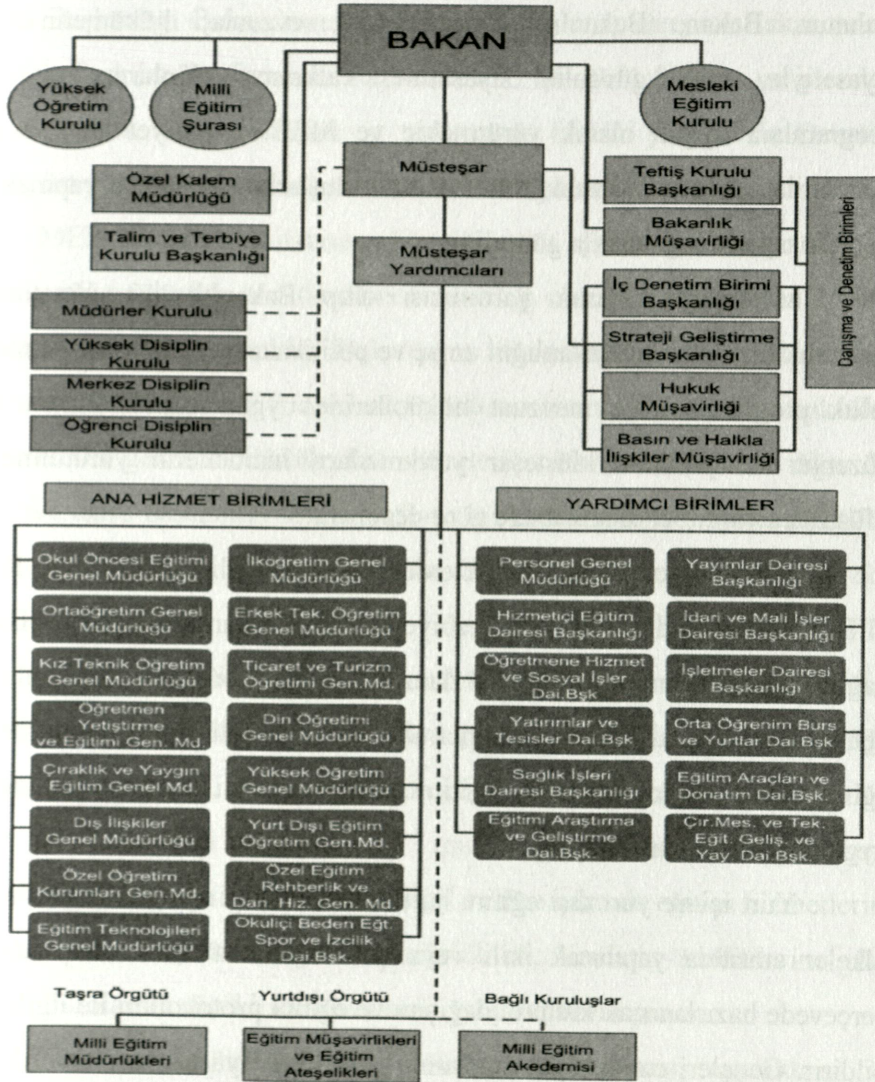 BAKAN
Yüksek
Öğretim
Kurulu
Milli
Eğitim
Şurası
Mesleki
Eğitim
Kurulu
Özel Kalem
Müdürlüğü
Talim ve Terbiye
Kurulu Başkanlığı
Müsteşar
Müsteşar
Yardımcıları
Teftiş Kurulu
Başkanlığı
Bakanlık
Müşavirliği
İç Denetim Birimi
Başkanlığı
Strateji Geliştirme
Başkanlığı
Hukuk
Müşavirliği
Basın ve Halkla
İlişkiler Müşavirliği
Danışma ve Denetim Birimleri
Müdürler Kurulu
Yüksek Disiplin
Kurulu
Merkez Disiplin
Kurulu
Öğrenci Disiplin
Kurulu
ANA HİZMET BİRİMLERİ
Okul Öncesi Eğitimi
Genel Müdürlüğü
İlköğretim Genel
Müdürlüğü
Ortaöğretim Genel
Müdürlüğü
Erkek Tek. Öğretim
Genel Müdürlüğü
Kız Teknik Öğretim
Genel Müdürlüğü
Ticaret ve Turizm
Öğretimi Gen.Md.
Öğretmen
Yetiştirme
ve Eğitimi Gen. Md.
Din Öğretimi
Genel Müdürlüğü
Çıraklık ve Yaygın
Eğitim Genel Md.
Yüksek Öğretim
Genel Müdürlüğü
Dış İlişkiler
Genel Müdürlüğü
Yurt Dışı Eğitim
Öğretim Gen.Md.
Özel Öğretim
Kurumları Gen.Md.
Özel Eğitim
Rehberlik ve
Dan. Hiz. Gen. Md.
Eğitim Teknolojileri
Genel Müdürlüğü
Okuliçi Beden Eğt.
Spor ve İzcilik
Dai.Bşk.
YARDIMCI BİRİMLER
Personel Genel
Müdürlüğü
Yayımlar Dairesi
Başkanlığı
Hizmetiçi Eğitim
Dairesi Başkanlığı
İdari ve Mali İşler
Dairesi Başkanlığı
Öğretmene Hizmet
ve Sosyal İşler
Dai.Bşk
İşletmeler Dairesi
Başkanlığı
Yatırımlar ve
Tesisler Dai.Bşk
Orta Öğrenim Burs
ve Yurtlar Dai.Bşk
Sağlık İşleri
Dairesi Başkanlığı
Eğitim Araçları ve
Donatım Dai.Bşk.
Eğitimi Araştırma
ve Geliştirme
Dai.Bşk
Çır.Mes. ve Tek.
Eğit. Geliş. ve
Yay. Dai.Bşk.
Taşra Örgütü
Milli Eğitim
Müdürlükleri
Yurtdışı Örgütü
Eğitim Müşavirlikleri
ve Eğitim
Ateşelikleri
Bağlı Kuruluşlar
Milli Eğitim
Akedemisi